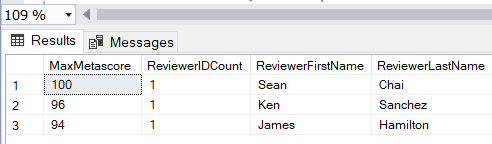 109 %
Results Messages
MaxMetascore ReviewerIDCount ReviewerFirstName ReviewerLastName
1 100 1 Sean Chai
2 96 1 Ken Sanchez
3 94 1 James Hamilton